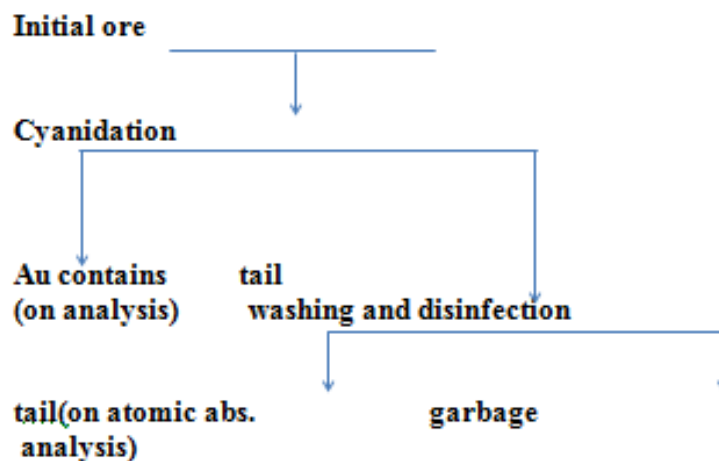 Initial ore
Cyanidation
Au contains tail
(on analysis) washing and disinfection
tail(on atomic abs. garbage
analysis)